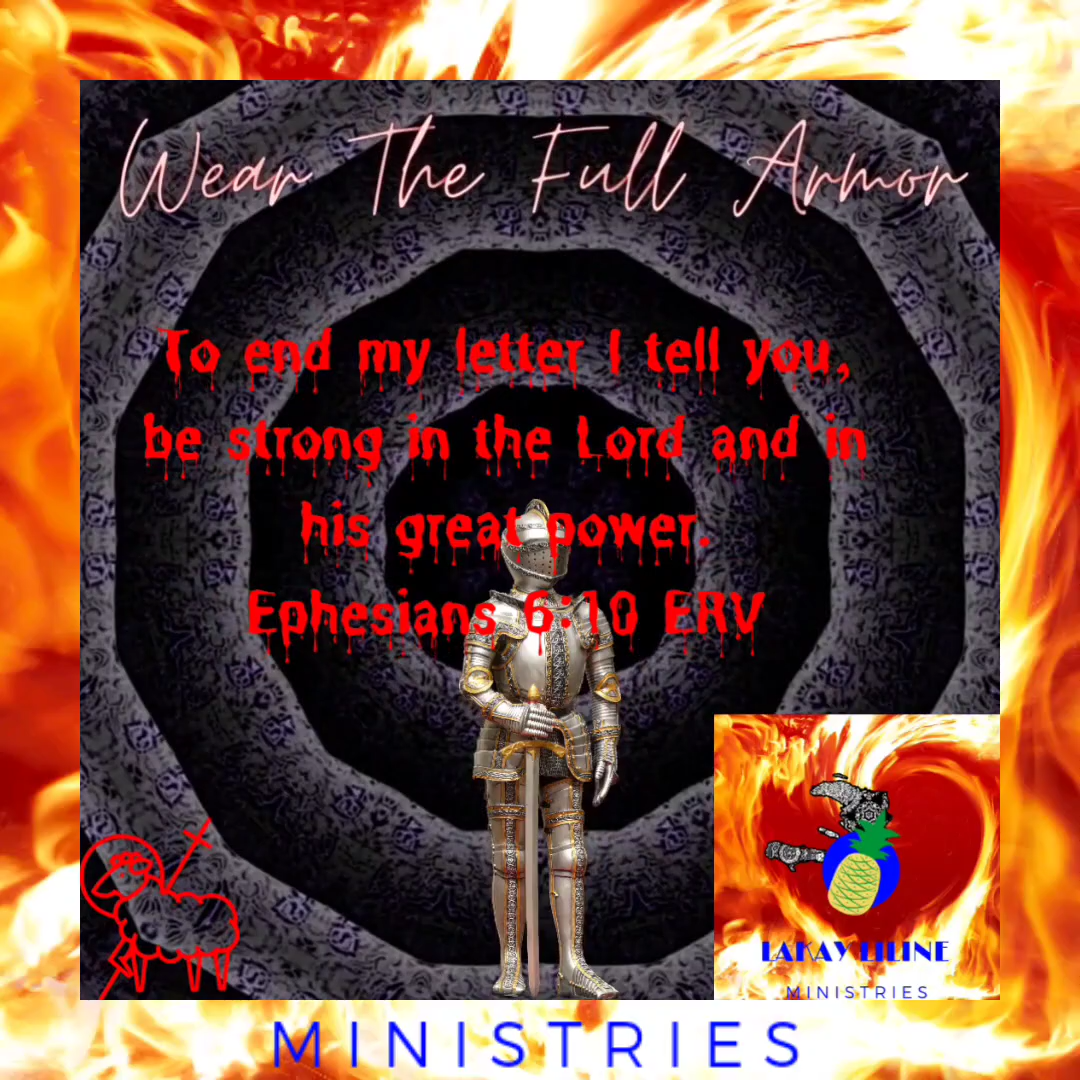 Wear The Full Armor
To end my letter I tell you,
be strong in the Lord and in
his great power.
Ephesians 6:10 ERV
LAKAY LILINE
MINISTRIES
MINISTRIES